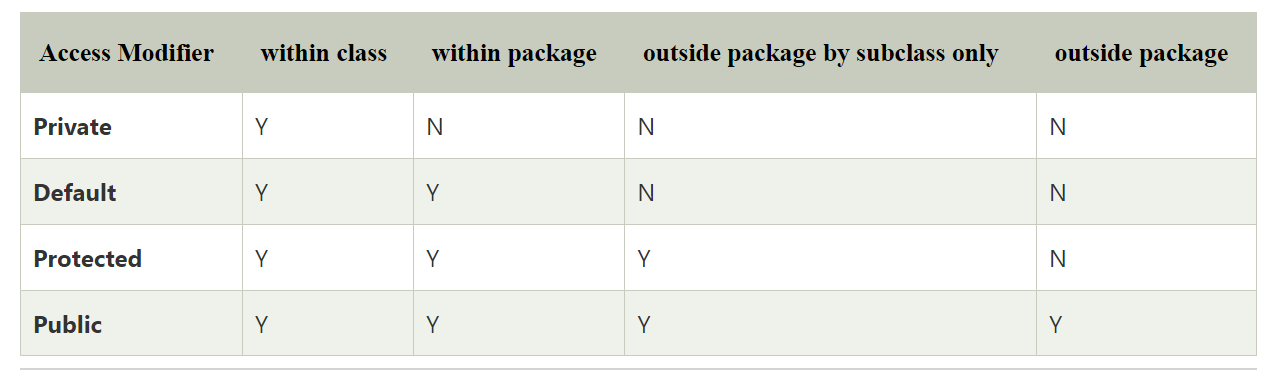 Access Modifier within class within package outside package by subclass only outside package
Private Y N N N
Default Y Y N N
Protected Y Y Y N
Public Y Y Y Y